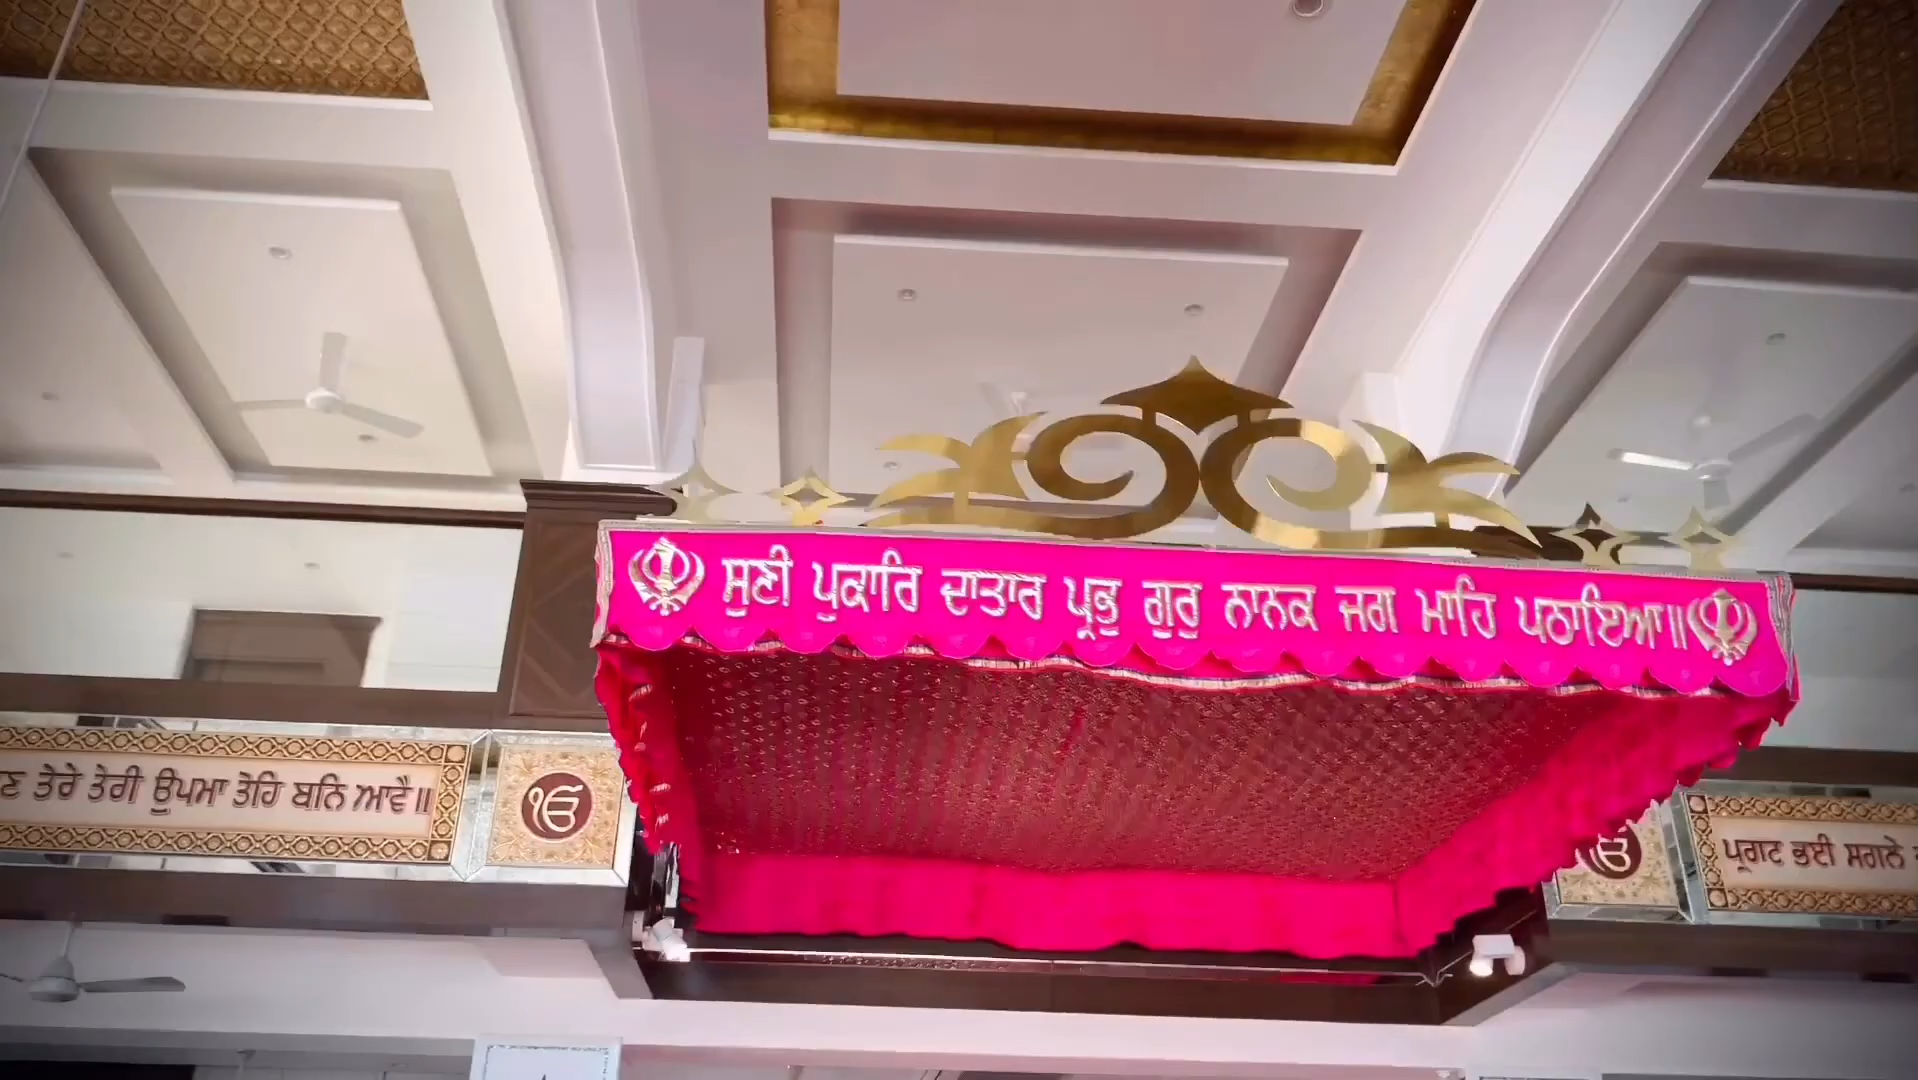 ਸੁਣੀ ਪੁਕਾਰਿ ਦਾਤਾਰ ਪ੍ਰਭੁ ਗੁਰੁ ਨਾਨਕ ਜਗ ਮਾਹਿ ਪਠਾਇਆ॥
ਤੇਰੇ ਤੇਰੀ ਉਪਮਾ ਤੋਹਿ ਬਨਿ ਆਵੈ॥
ੴ
ੴ
ਪ੍ਰਗਟ ਭਈ ਸਗਲੇ